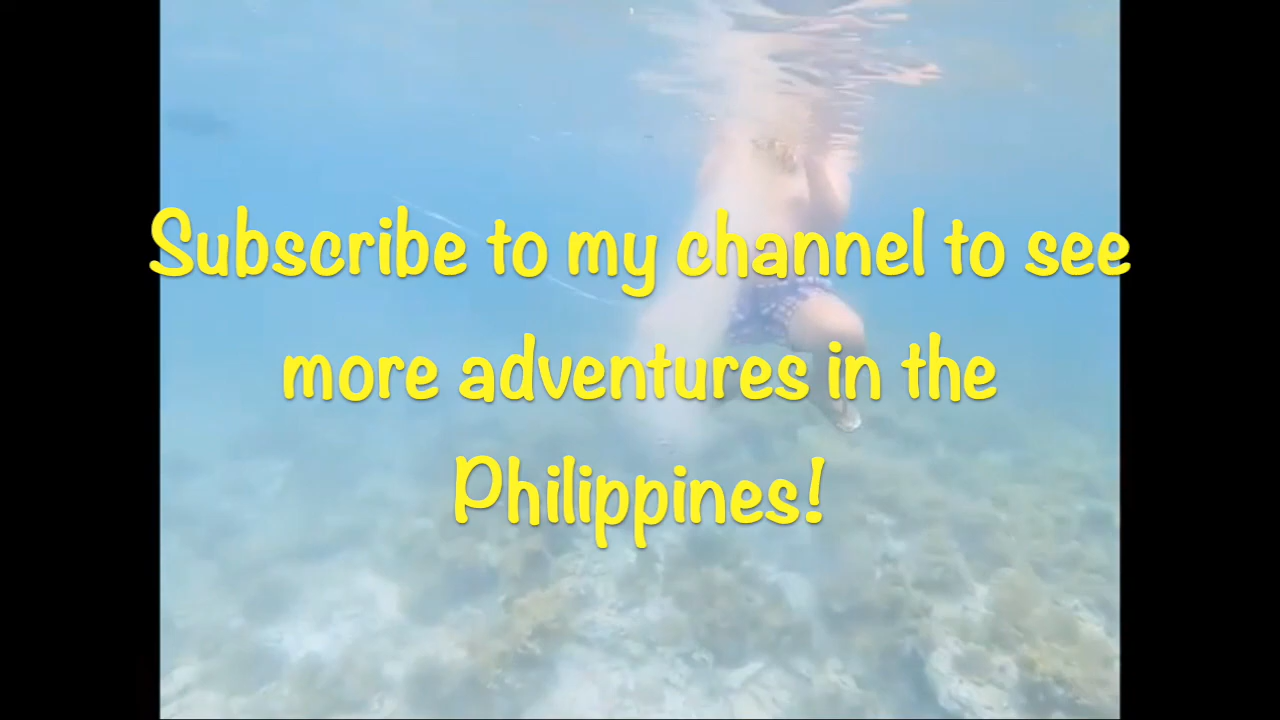 Subscribe to my channel to see
more adventures in the
Philippines!